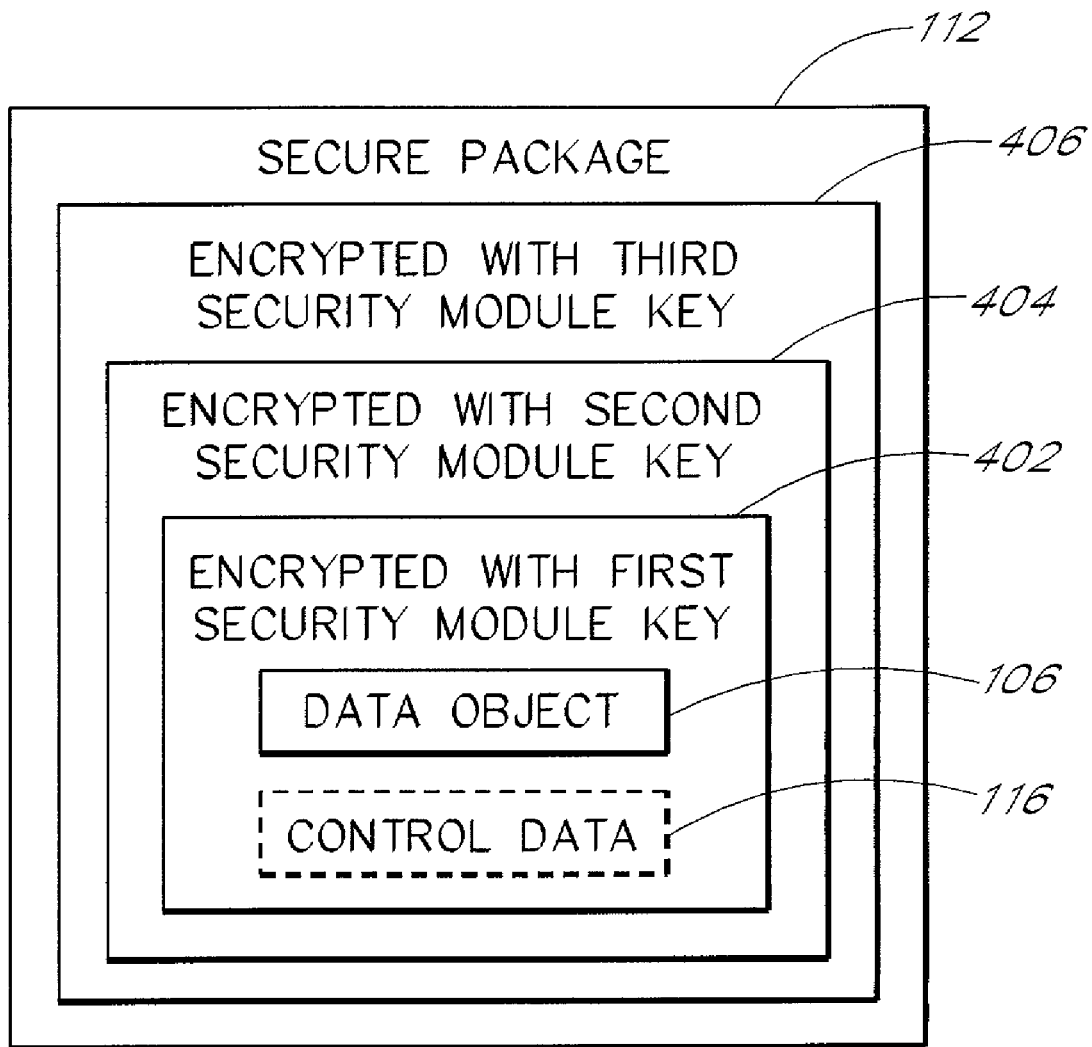 112
SECURE PACKAGE
406
ENCRYPTED WITH THIRD
SECURITY MODULE KEY
404
ENCRYPTED WITH SECOND
SECURITY MODULE KEY
402
ENCRYPTED WITH FIRST
SECURITY MODULE KEY
DATA OBJECT
106
CONTROL DATA
116